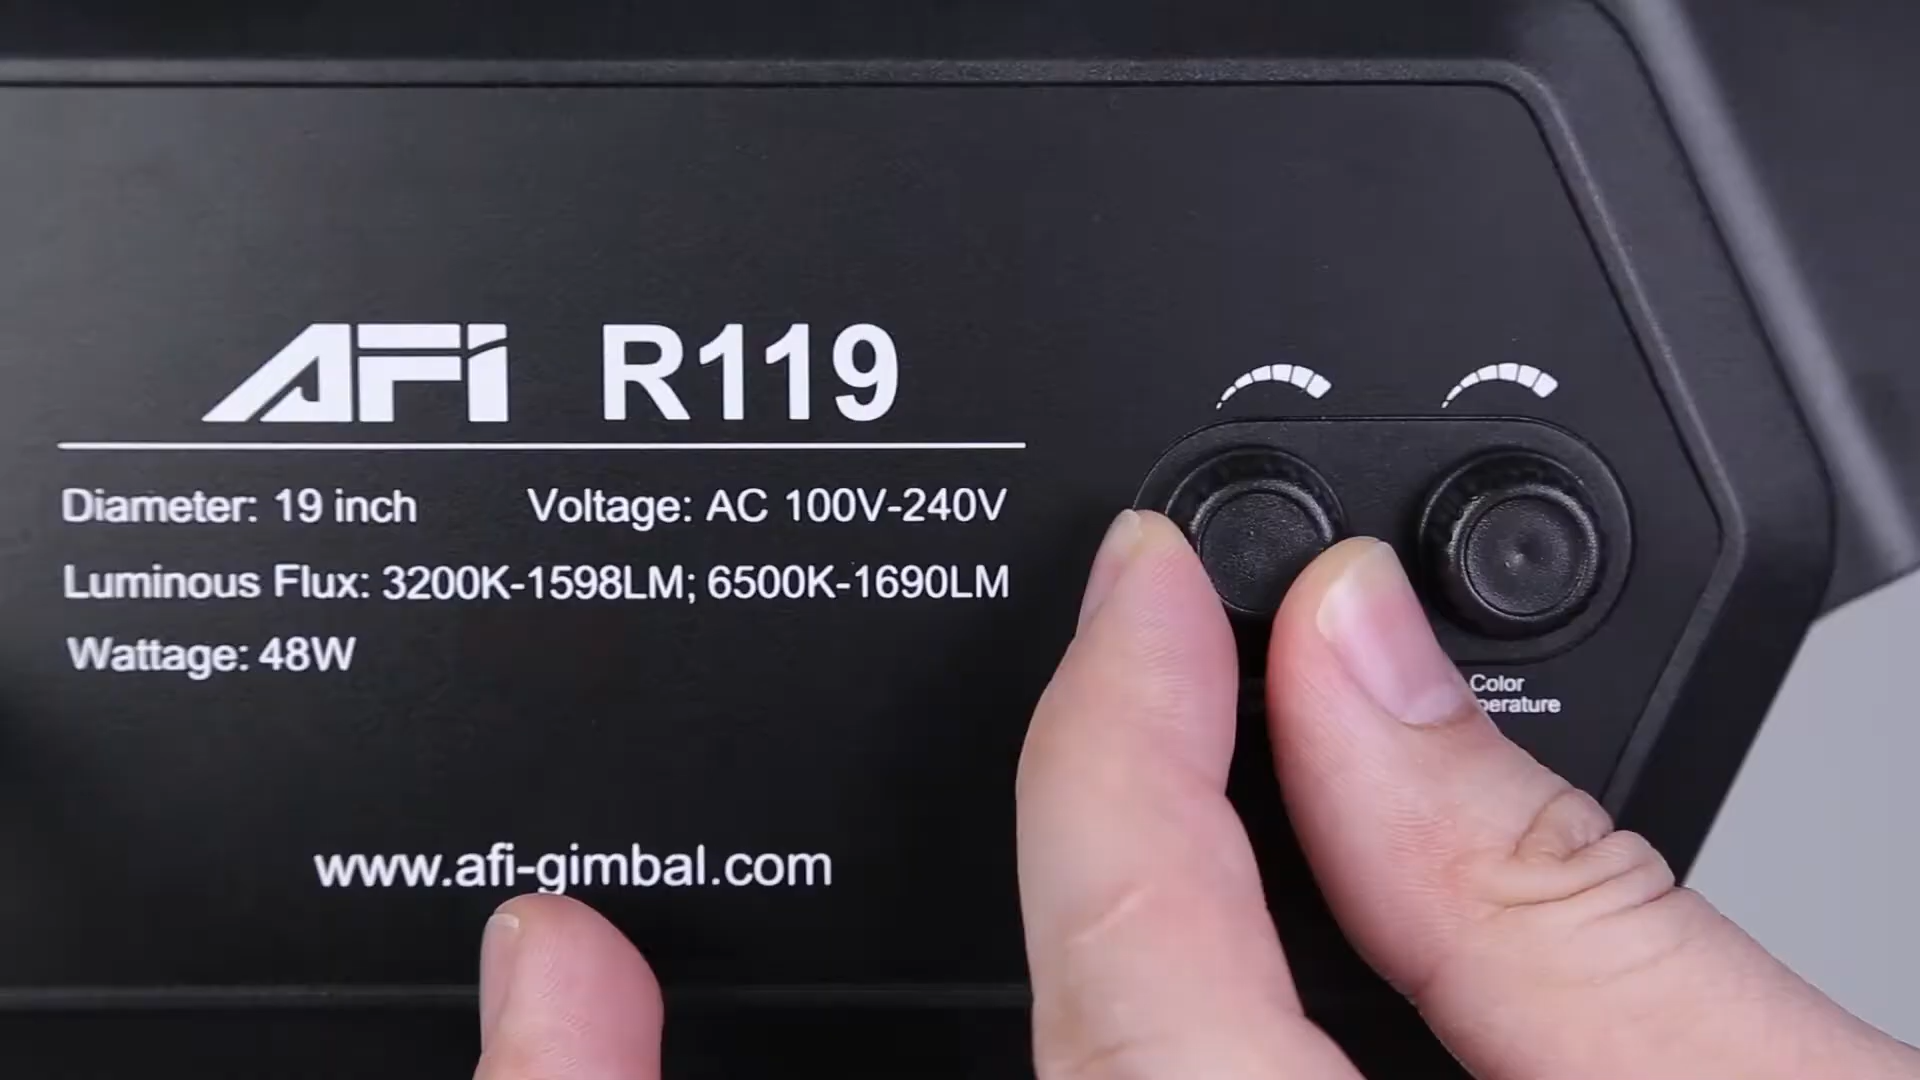 AFI R119
Diameter: 19 inch Voltage: AC 100V-240V
Luminous Flux: 3200K-1598LM; 6500K-1690LM
Wattage: 48W
Color
perature
www.afi-gimbal.com